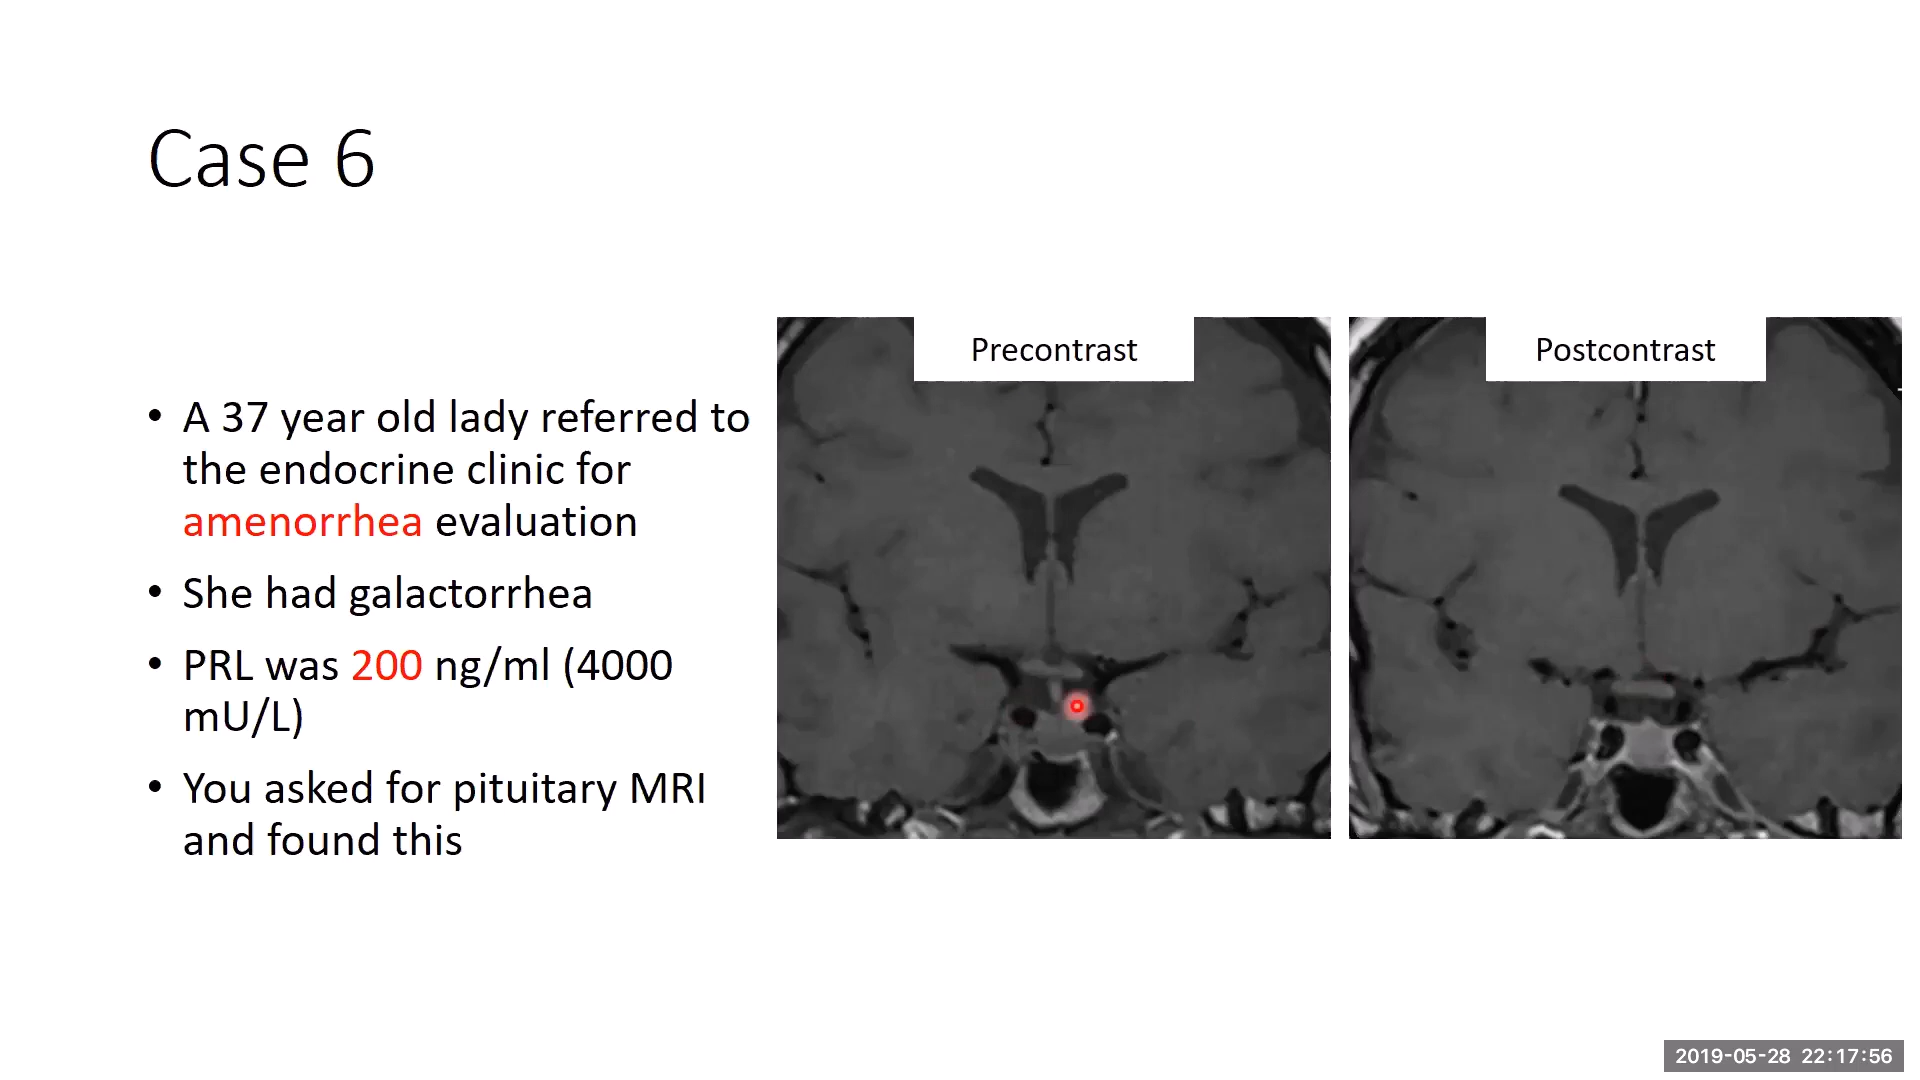 Case 6
Precontrast
Postcontrast
• A 37 year old lady referred to
the endocrine clinic for
amenorrhea evaluation
• She had galactorrhea
• PRL was 200 ng/ml (4000
mU/L)
• You asked for pituitary MRI
and found this
2019-05-28 22:17:56